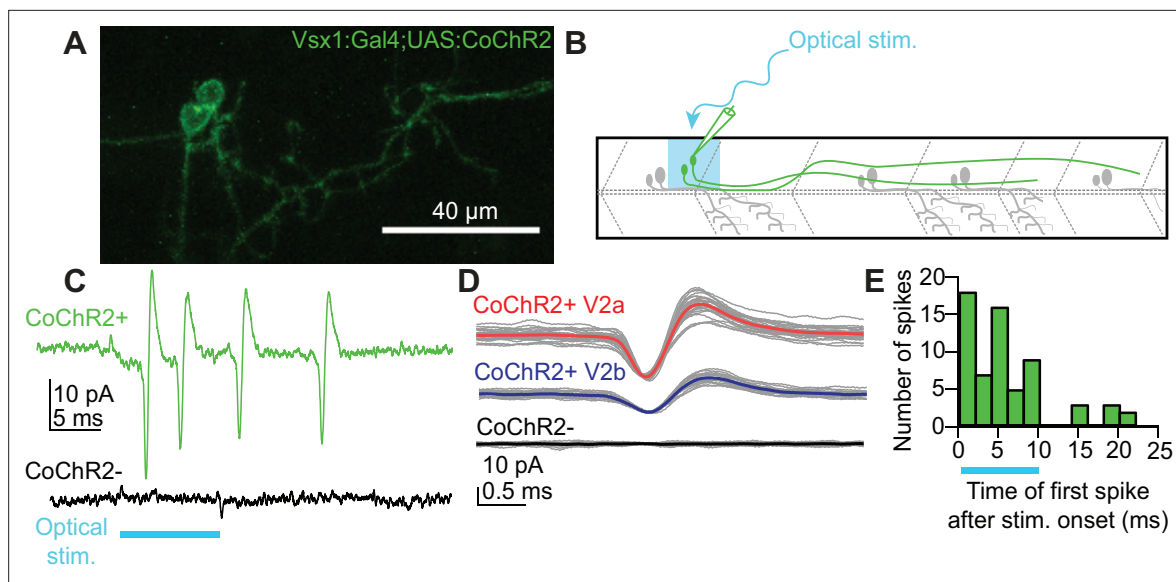 A
Vsx1:Gal4;UAS:CoChR2
40 µm
B
Optical stim.
C
CoChR2+
10 pA
5 ms
CoChR2-
Optical
stim.
D
CoChR2+ V2a
CoChR2+ V2b
CoChR2-
10 pA
0.5 ms
E
Number of spikes
20
15
10
5
0
0 5 10 15 20 25
Time of first spike
after stim. onset (ms)